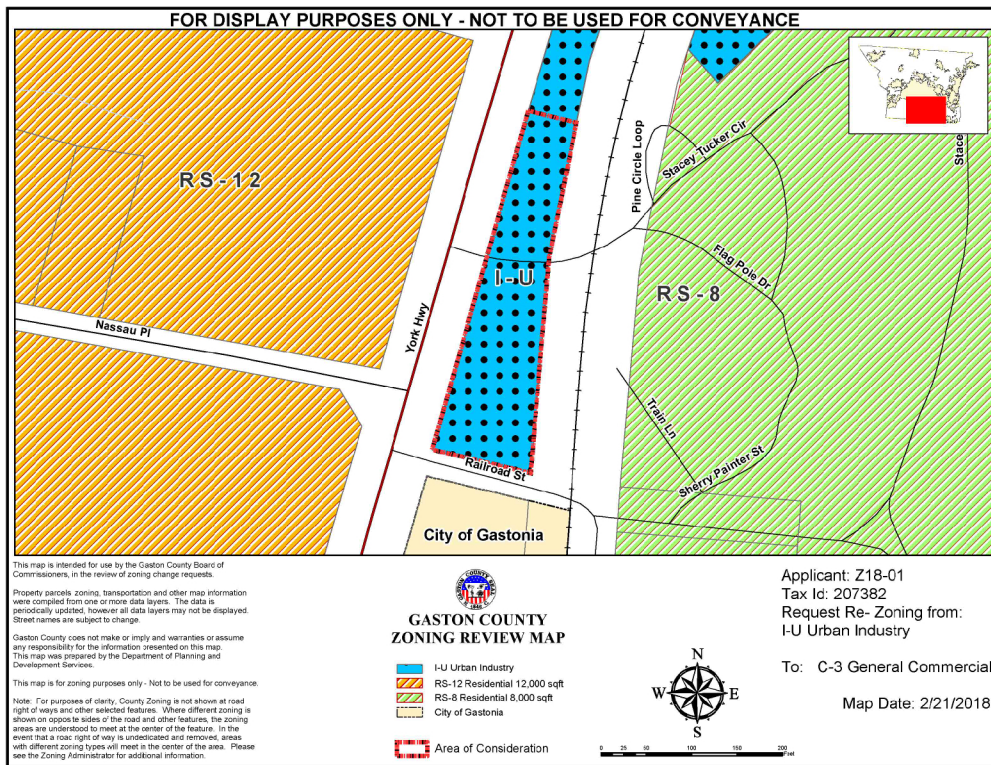 FOR DISPLAY PURPOSES ONLY - NOT TO BE USED FOR CONVEYANCE
RS-12
I-U
RS-8
Pine Circle Loop
Stacey Tucker Cir
Stace
Flag Pole Dr
York Hwy
Nassau Pl
Train Ln
Sherry Painter St
Railroad St
City of Gastonia
This map is intended for use by the Gaston County Board of
Commissioners, in the review of zoning change requests.
Property parcels zoning, transportation and other map information
were compiled from one or more data layers. The data is
periodically updated, however all data layers may not be displayed.
Street names are subject to change.
Gaston County does not make or imply and warranties or assume
any responsibility for the information presented on this map.
This map was prepared by the Department of Planning and
Development Services.
This map is for zoning purposes only - Not to be used for conveyance.
Note: For purposes of clarity, County Zoning is not shown at road
right of ways and other selected features. Where different zoning is
shown on opposite sides of the road and other features, the zoning
areas are understood to meet at the center of the feature. In the
event that a road right of way is undedicated and removed, areas
with different zoning types will meet in the center of the area. Please
see the Zoning Administrator for additional information.
GASTON COUNTY
ZONING REVIEW MAP
I-U Urban Industry
RS-12 Residential 12,000 sqft
RS-8 Residential 8,000 sqft
City of Gastonia
Area of Consideration
N
W E
S
0 25 50 100 150 200
Feet
Applicant: Z18-01
Tax Id: 207382
Request Re- Zoning from:
I-U Urban Industry
To: C-3 General Commercial
Map Date: 2/21/2018